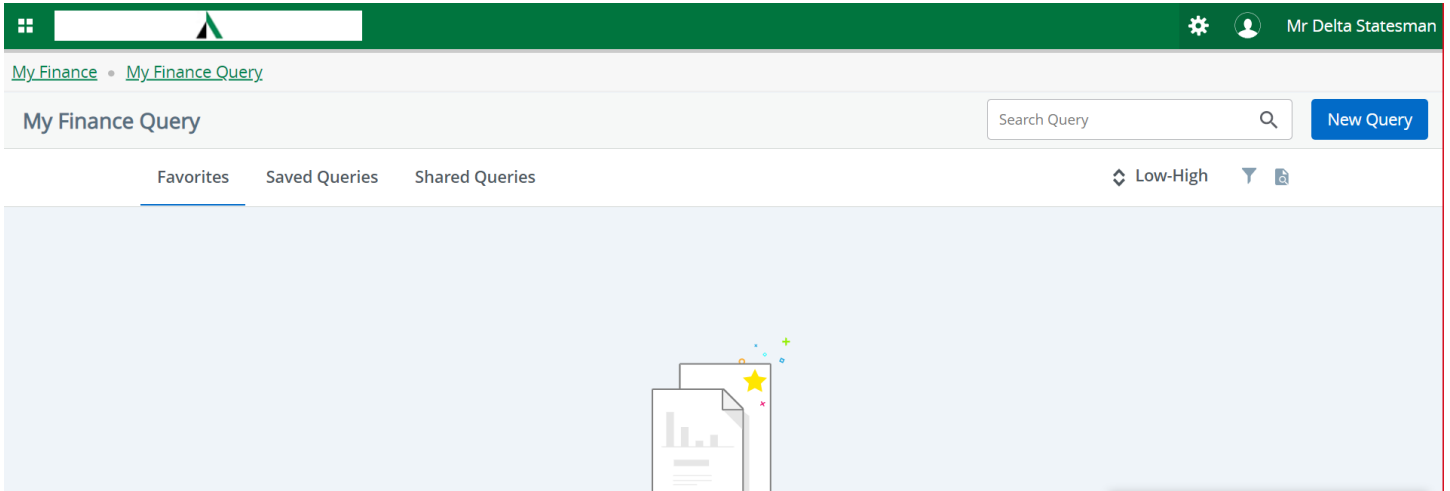 Mr Delta Statesman
My Finance My Finance Query
My Finance Query Search Query New Query
Favorites Saved Queries Shared Queries Low-High